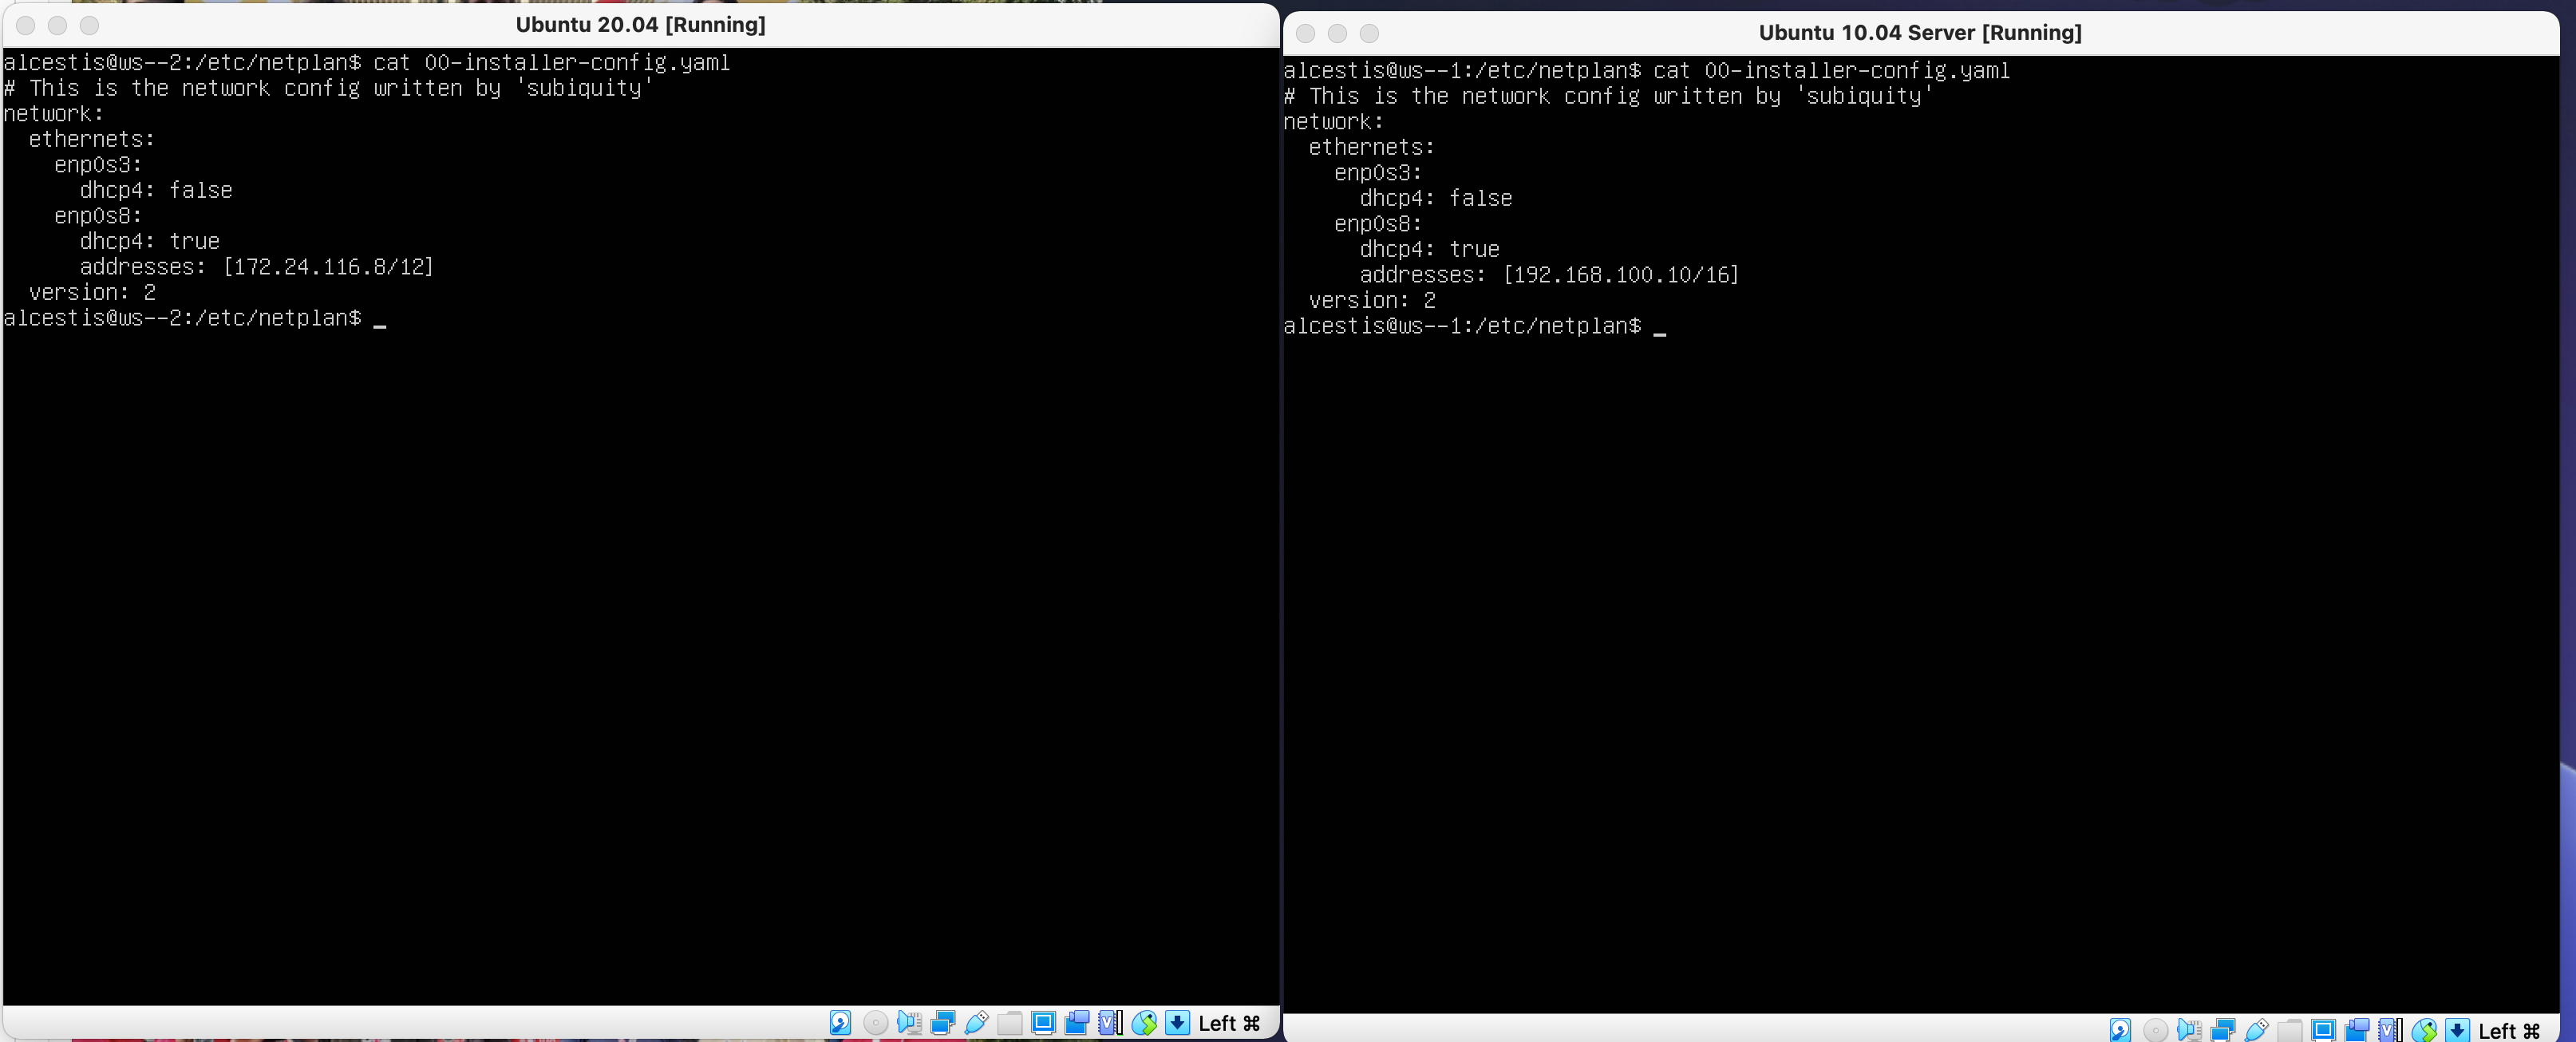 Ubuntu 20.04 [Running]
alcestis@ws--2:/etc/netplan$ cat 00-installer-config.yaml
# This is the network config written by 'subiquity'
network:
  ethernets:
    enp0s3:
      dhcp4: false
    enp0s8:
      dhcp4: true
      addresses: [172.24.116.8/12]
  version: 2
alcestis@ws--2:/etc/netplan$ _
Left ⌘
Ubuntu 10.04 Server [Running]
alcestis@ws--1:/etc/netplan$ cat 00-installer-config.yaml
# This is the network config written by 'subiquity'
network:
  ethernets:
    enp0s3:
      dhcp4: false
    enp0s8:
      dhcp4: true
      addresses: [192.168.100.10/16]
  version: 2
alcestis@ws--1:/etc/netplan$ _
Left ⌘